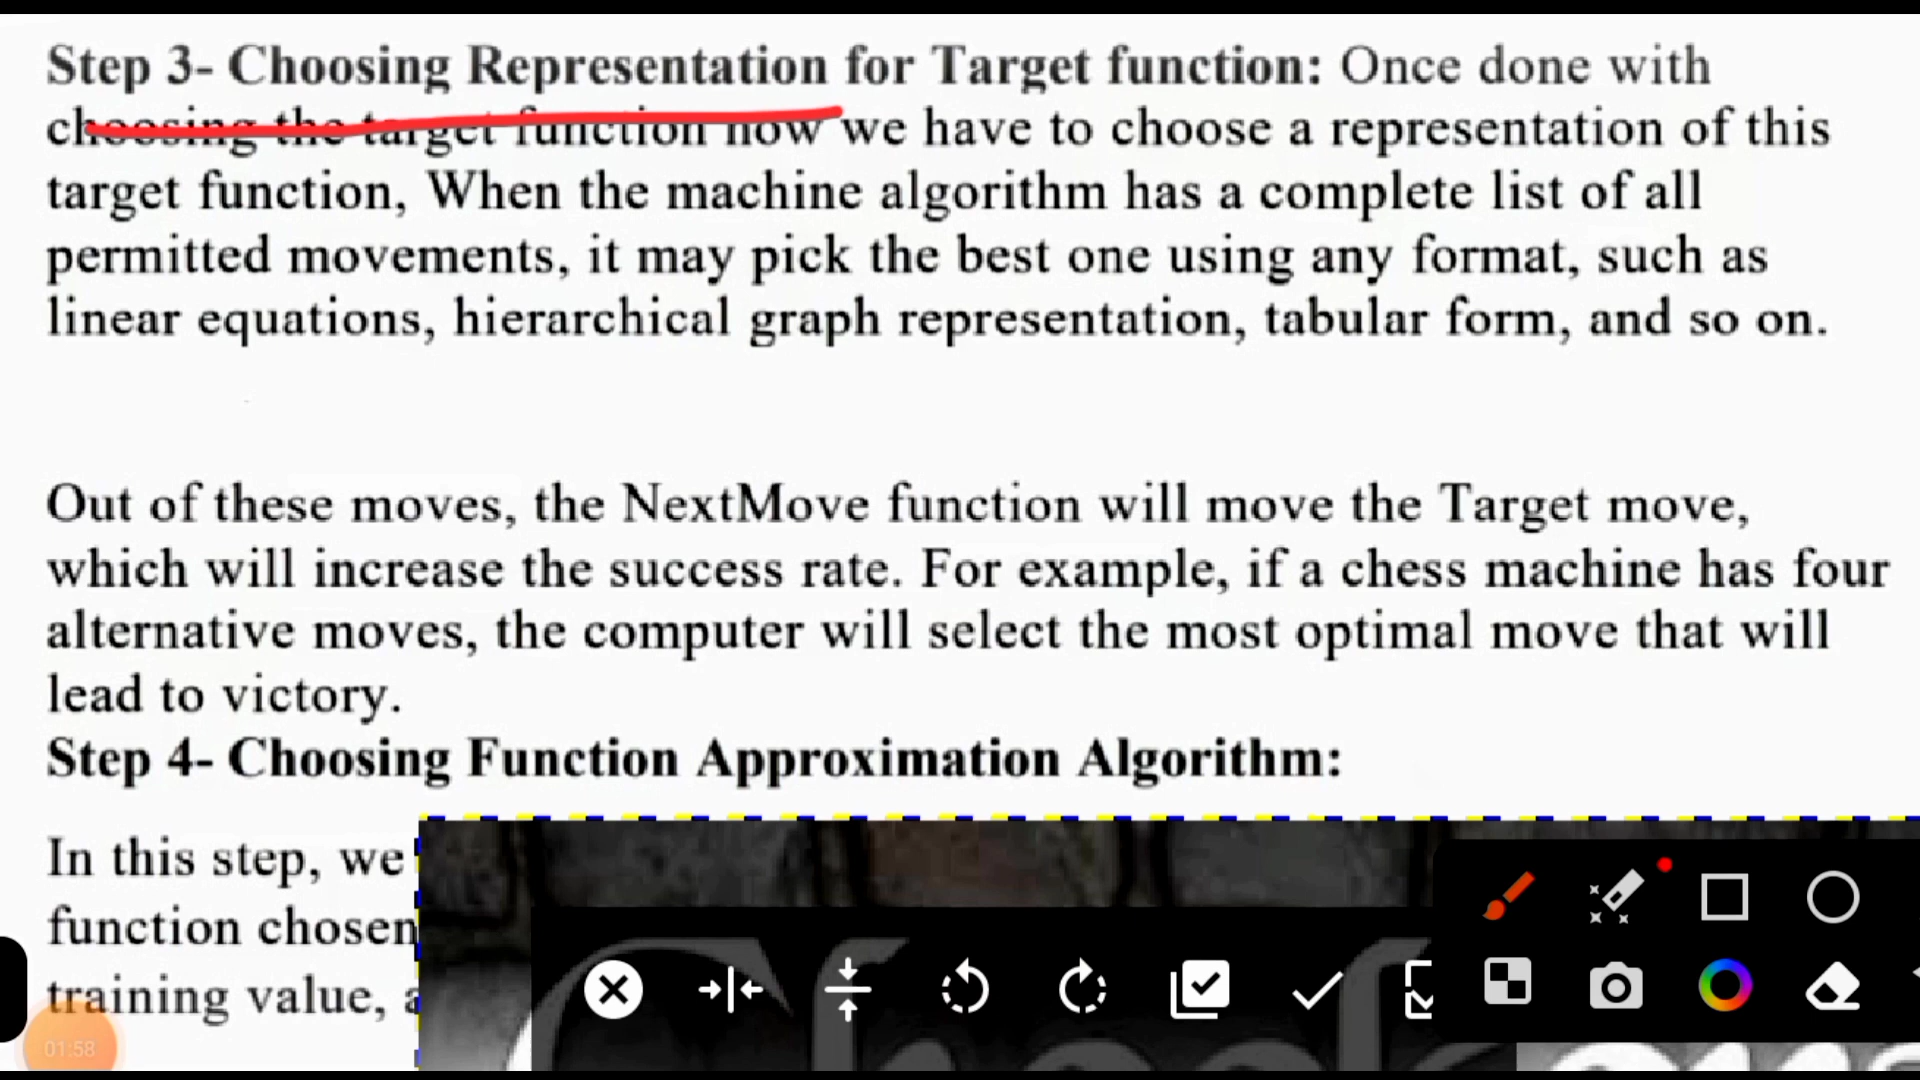 Step 3- Choosing Representation for Target function: Once done with
choosing the target function now we have to choose a representation of this
target function, When the machine algorithm has a complete list of all
permitted movements, it may pick the best one using any format, such as
linear equations, hierarchical graph representation, tabular form, and so on.
Out of these moves, the NextMove function will move the Target move,
which will increase the success rate. For example, if a chess machine has four
alternative moves, the computer will select the most optimal move that will
lead to victory.
Step 4- Choosing Function Approximation Algorithm:
In this step, we
function chosen
training value,
01:58